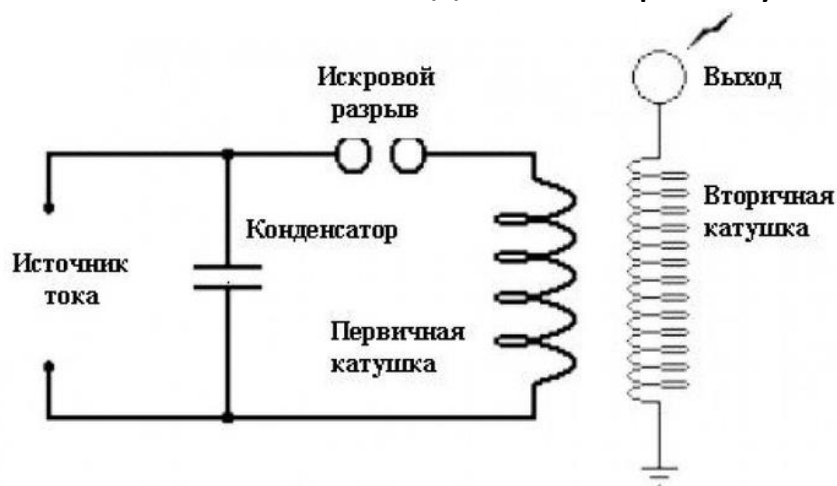 Искровой
разрыв
Выход
Конденсатор
Вторичная
катушка
Источник
тока
Первичная
катушка